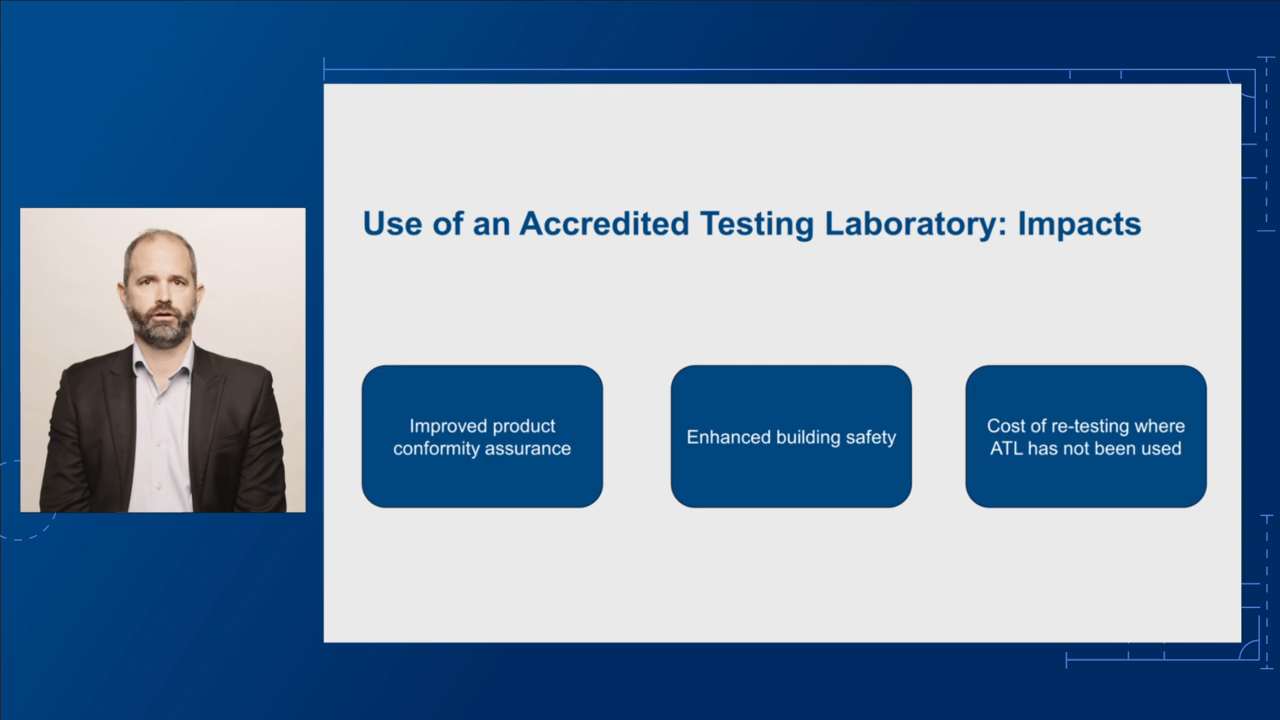 Use of an Accredited Testing Laboratory: Impacts
Improved product
conformity assurance
Enhanced building safety
Cost of re-testing where
ATL has not been used